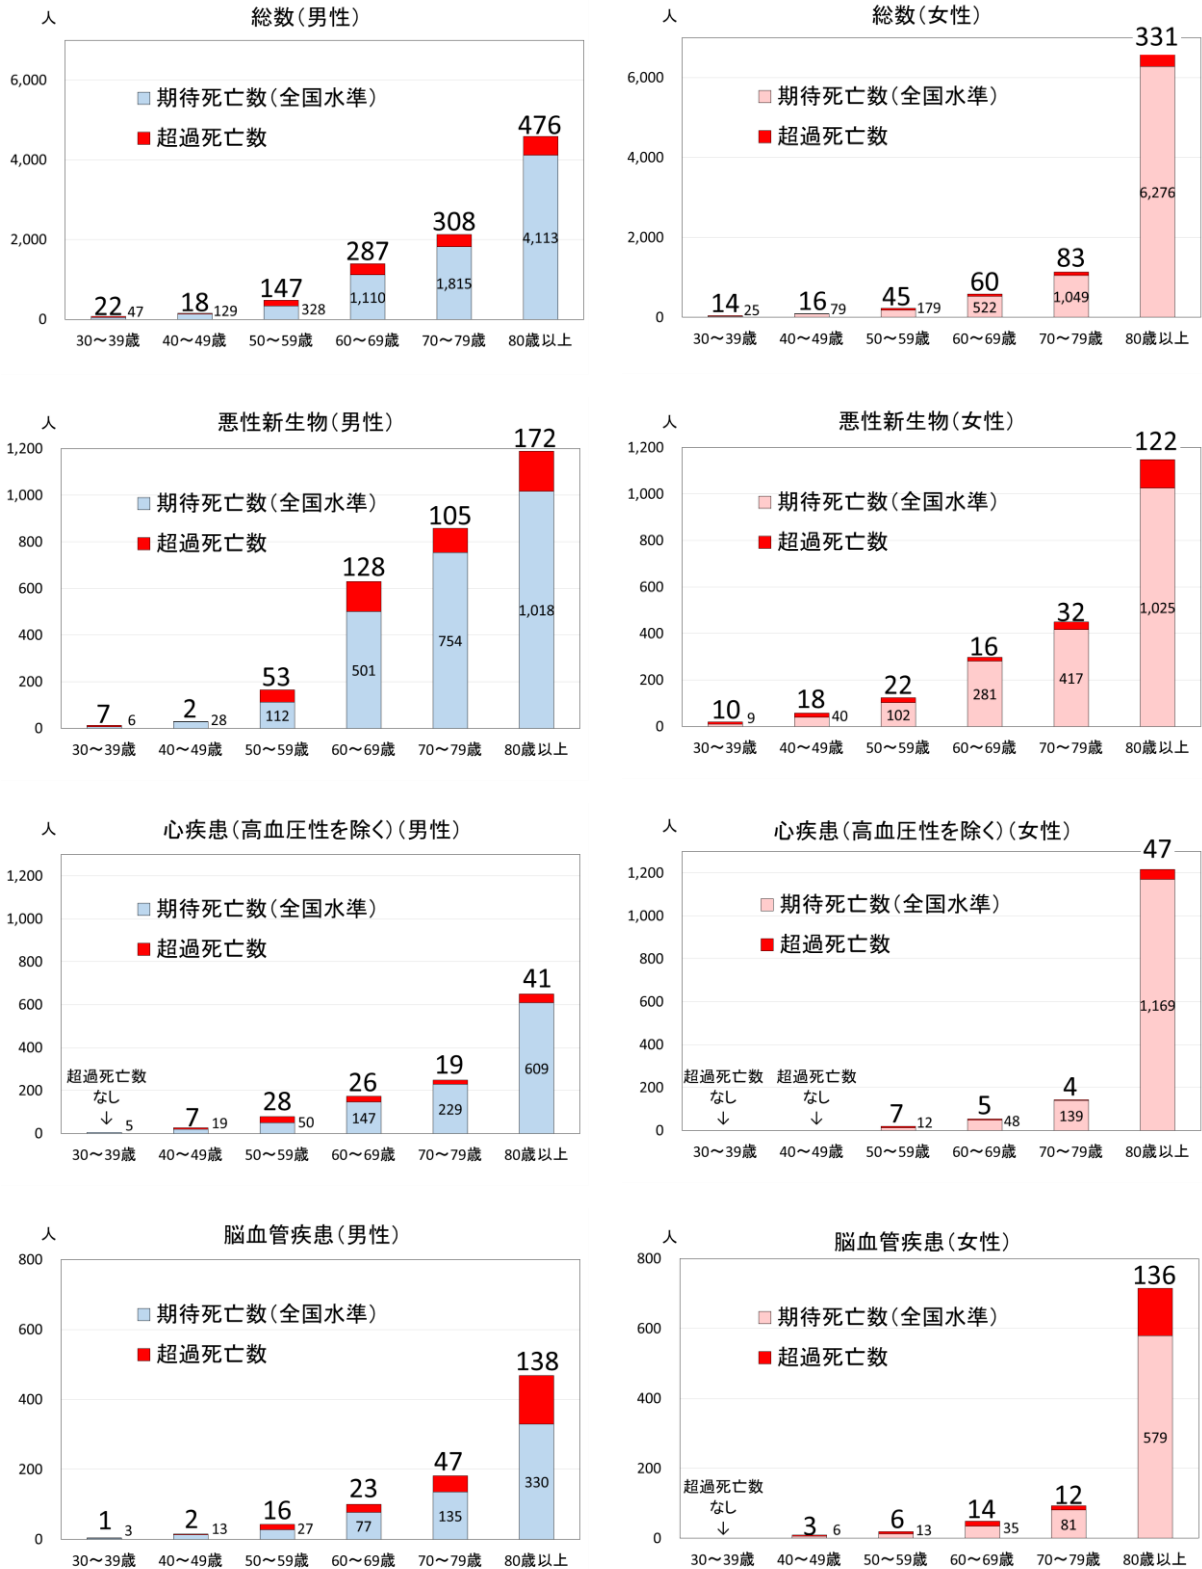 人
総数(男性)
6,000
4,000
2,000
0
期待死亡数(全国水準)
超過死亡数
22 47
18 129
147 328
287 1,110
308 1,815
476 4,113
30～39歳 40～49歳 50～59歳 60～69歳 70～79歳 80歳以上
人
総数(女性)
6,000
4,000
2,000
0
期待死亡数(全国水準)
超過死亡数
14 25
16 79
45 179
60 522
83 1,049
331 6,276
30～39歳 40～49歳 50～59歳 60～69歳 70～79歳 80歳以上
人
悪性新生物(男性)
1,200
1,000
800
600
400
200
0
期待死亡数(全国水準)
超過死亡数
7 6
2 28
53 112
128 501
105 754
172 1,018
30～39歳 40～49歳 50～59歳 60～69歳 70～79歳 80歳以上
人
悪性新生物(女性)
1,200
1,000
800
600
400
200
0
期待死亡数(全国水準)
超過死亡数
10 9
18 40
22 102
16 281
32 417
122 1,025
30～39歳 40～49歳 50～59歳 60～69歳 70～79歳 80歳以上
人
心疾患(高血圧性を除く)(男性)
1,200
1,000
800
600
400
200
0
期待死亡数(全国水準)
超過死亡数
超過死亡数
なし
↓ 5
7 19
28 50
26 147
19 229
41 609
30～39歳 40～49歳 50～59歳 60～69歳 70～79歳 80歳以上
人
心疾患(高血圧性を除く)(女性)
1,200
1,000
800
600
400
200
0
期待死亡数(全国水準)
超過死亡数
超過死亡数
なし
↓
超過死亡数
なし
↓
7 12
5 48
4 139
47 1,169
30～39歳 40～49歳 50～59歳 60～69歳 70～79歳 80歳以上
人
脳血管疾患(男性)
800
600
400
200
0
期待死亡数(全国水準)
超過死亡数
1 3
2 13
16 27
23 77
47 135
138 330
30～39歳 40～49歳 50～59歳 60～69歳 70～79歳 80歳以上
人
脳血管疾患(女性)
800
600
400
200
0
期待死亡数(全国水準)
超過死亡数
超過死亡数
なし
↓
3 6
6 13
14 35
12 81
136 579
30～39歳 40～49歳 50～59歳 60～69歳 70～79歳 80歳以上